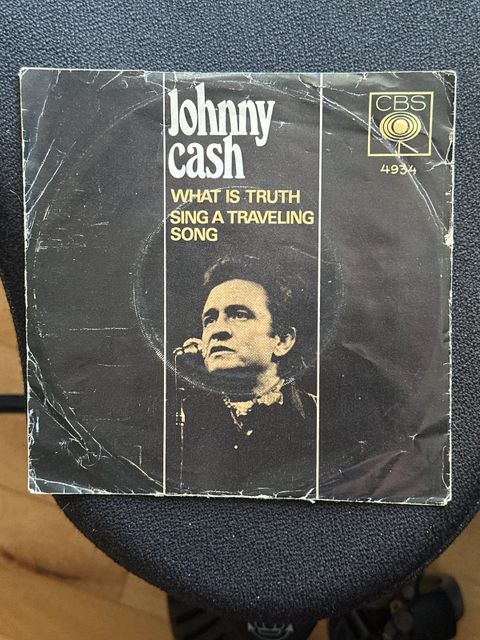 Johnny
cash
CBS
4934
WHAT IS TRUTH
SING A TRAVELING
SONG